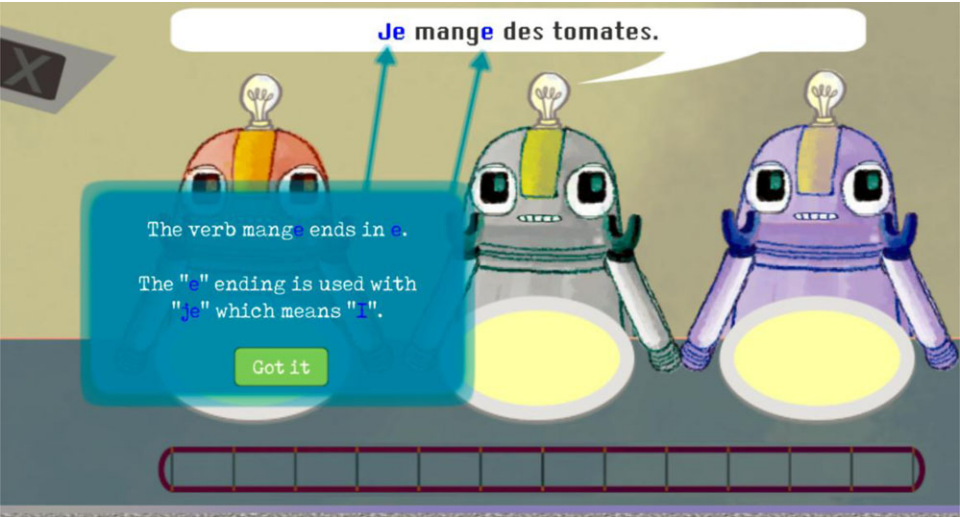 X
Je mange des tomates.
The verb mange ends in e.
The "e" ending is used with
"je" which means "I".
Got it